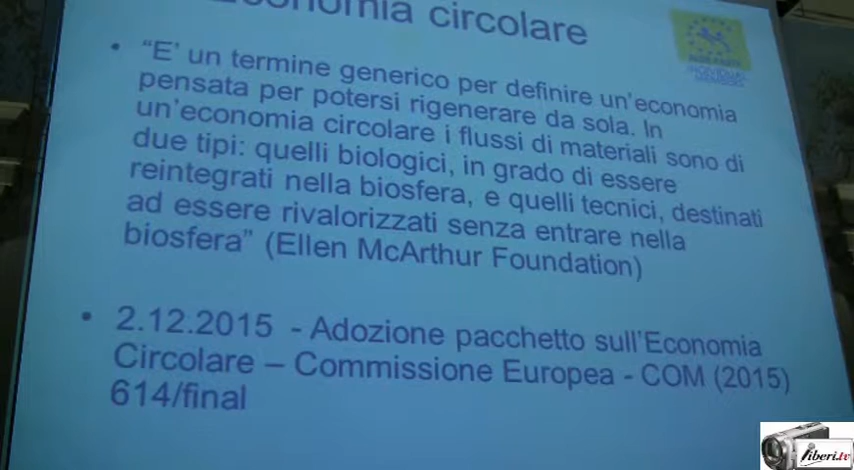 Economia circolare
• “E’ un termine generico per definire un’economia
pensata per potersi rigenerare da sola. In
un’economia circolare i flussi di materiali sono di
due tipi: quelli biologici, in grado di essere
reintegrati nella biosfera, e quelli tecnici, destinati
ad essere rivalorizzati senza entrare nella
biosfera” (Ellen McArthur Foundation)
• 2.12.2015 - Adozione pacchetto sull’Economia
Circolare – Commissione Europea - COM (2015)
614/final
liberi.tv